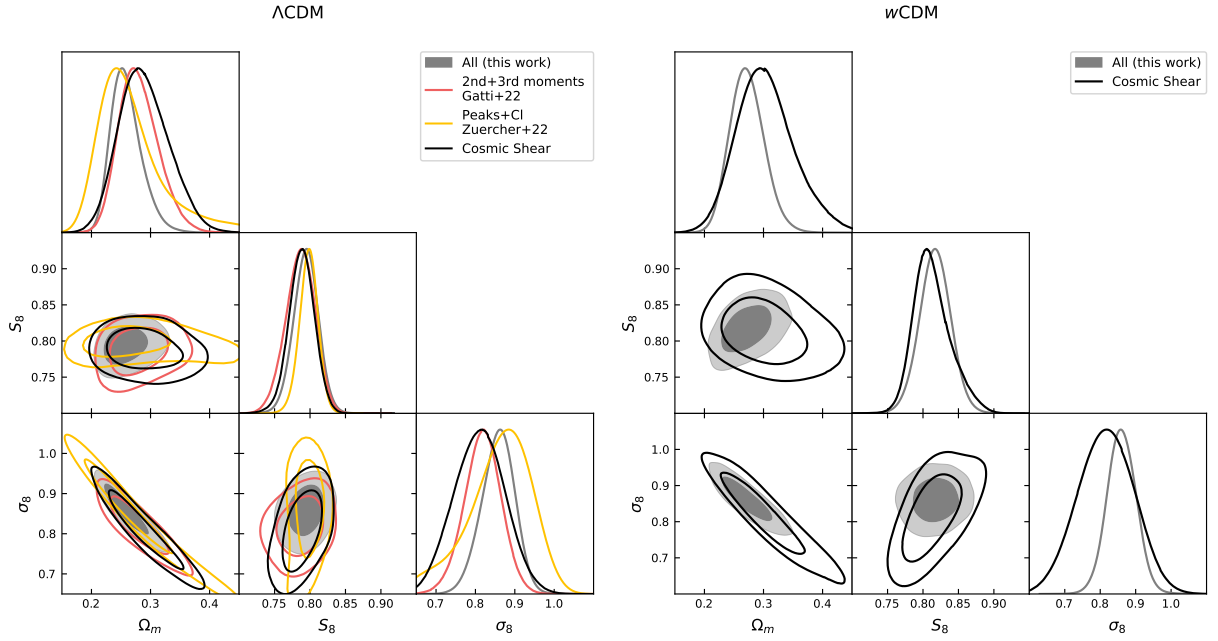 ΛCDM
wCDM
All (this work)
2nd+3rd moments
Gatti+22
Peaks+Cl
Zuercher+22
Cosmic Shear
All (this work)
Cosmic Shear
S8
0.90
0.85
0.80
0.75
S8
0.90
0.85
0.80
0.75
σ8
1.0
0.9
0.8
0.7
σ8
1.0
0.9
0.8
0.7
0.2 0.3 0.4
0.75 0.80 0.85 0.90
0.7 0.8 0.9 1.0
0.2 0.3 0.4
0.75 0.80 0.85 0.90
0.7 0.8 0.9 1.0
Ωm
S8
σ8
Ωm
S8
σ8